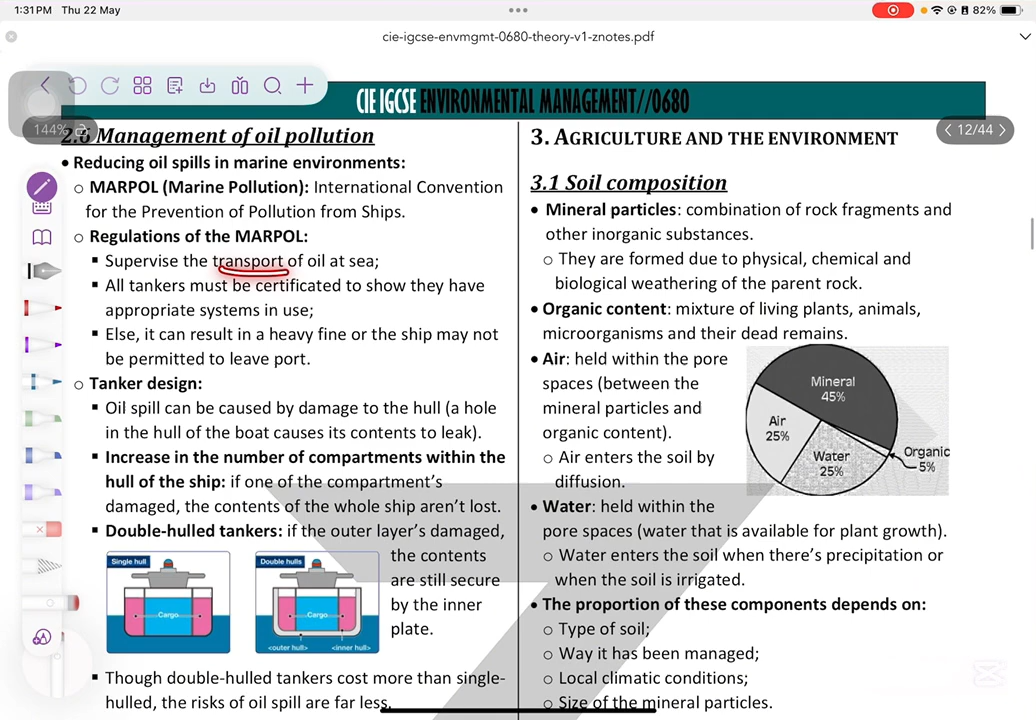 1:31 PM Thu 22 May
82%
cie-igcse-envmgmt-0680-theory-v1-znotes.pdf
CIE IGCSE ENVIRONMENTAL MANAGEMENT//0680
144%
12/44
2.6 Management of oil pollution
• Reducing oil spills in marine environments:
o MARPOL (Marine Pollution): International Convention
for the Prevention of Pollution from Ships.
o Regulations of the MARPOL:
▪ Supervise the transport of oil at sea;
▪ All tankers must be certificated to show they have
appropriate systems in use;
▪ Else, it can result in a heavy fine or the ship may not
be permitted to leave port.
o Tanker design:
▪ Oil spill can be caused by damage to the hull (a hole
in the hull of the boat causes its contents to leak).
▪ Increase in the number of compartments within the
hull of the ship: if one of the compartment's
damaged, the contents of the whole ship aren't lost.
▪ Double-hulled tankers: if the outer layer's damaged,
the contents
are still secure
by the inner
plate.
Single hull
Cargo
Double hulls
Cargo
<outer hull>
<inner hull>
▪ Though double-hulled tankers cost more than single-
hulled, the risks of oil spill are far less.
3. AGRICULTURE AND THE ENVIRONMENT
3.1 Soil composition
• Mineral particles: combination of rock fragments and
other inorganic substances.
o They are formed due to physical, chemical and
biological weathering of the parent rock.
• Organic content: mixture of living plants, animals,
microorganisms and their dead remains.
• Air: held within the pore
spaces (between the
mineral particles and
organic content).
o Air enters the soil by
diffusion.
Mineral
45%
Air
25%
Water
25%
Organic
5%
• Water: held within the
pore spaces (water that is available for plant growth).
o Water enters the soil when there's precipitation or
when the soil is irrigated.
• The proportion of these components depends on:
o Type of soil;
o Way it has been managed;
o Local climatic conditions;
o Size of the mineral particles.